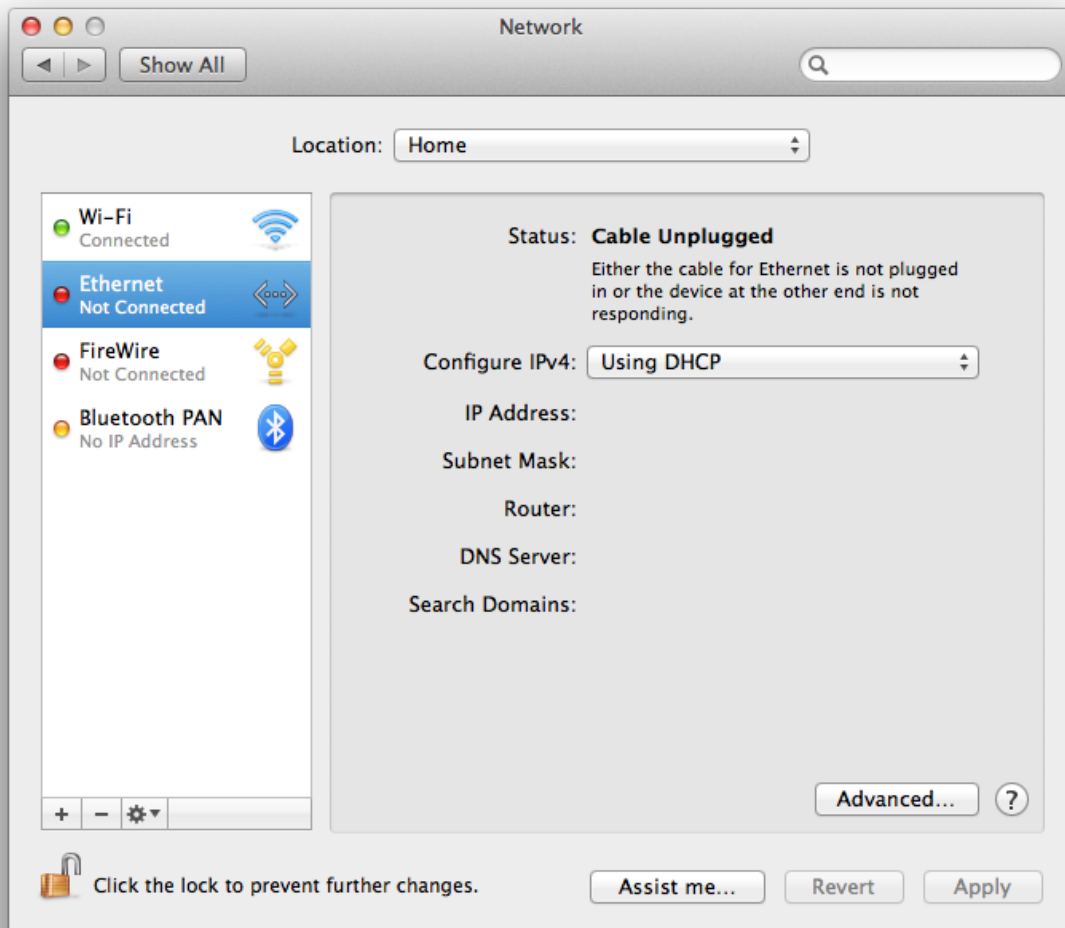 Network
Show All
Location: Home
Wi-Fi
Connected
Ethernet
Not Connected
FireWire
Not Connected
Bluetooth PAN
No IP Address
Status: Cable Unplugged
Either the cable for Ethernet is not plugged
in or the device at the other end is not
responding.
Configure IPv4: Using DHCP
IP Address:
Subnet Mask:
Router:
DNS Server:
Search Domains:
Advanced... ?
Click the lock to prevent further changes.
Assist me... Revert Apply